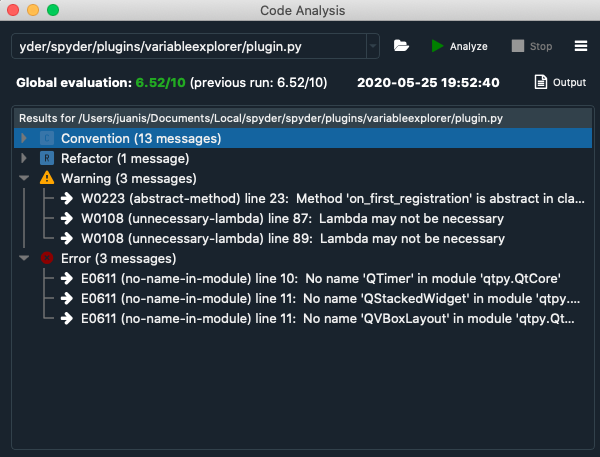 Code Analysis
yder/spyder/plugins/variableexplorer/plugin.py
Analyze
Stop
Global evaluation: 6.52/10 (previous run: 6.52/10)
2020-05-25 19:52:40
Output
Results for /Users/juanis/Documents/Local/spyder/spyder/plugins/variableexplorer/plugin.py
C Convention (13 messages)
R Refactor (1 message)
Warning (3 messages)
W0223 (abstract-method) line 23: Method 'on_first_registration' is abstract in cla...
W0108 (unnecessary-lambda) line 87: Lambda may not be necessary
W0108 (unnecessary-lambda) line 89: Lambda may not be necessary
Error (3 messages)
E0611 (no-name-in-module) line 10: No name 'QTimer' in module 'qtpy.QtCore'
E0611 (no-name-in-module) line 11: No name 'QStackedWidget' in module 'qtpy....
E0611 (no-name-in-module) line 11: No name 'QVBoxLayout' in module 'qtpy.Qt...